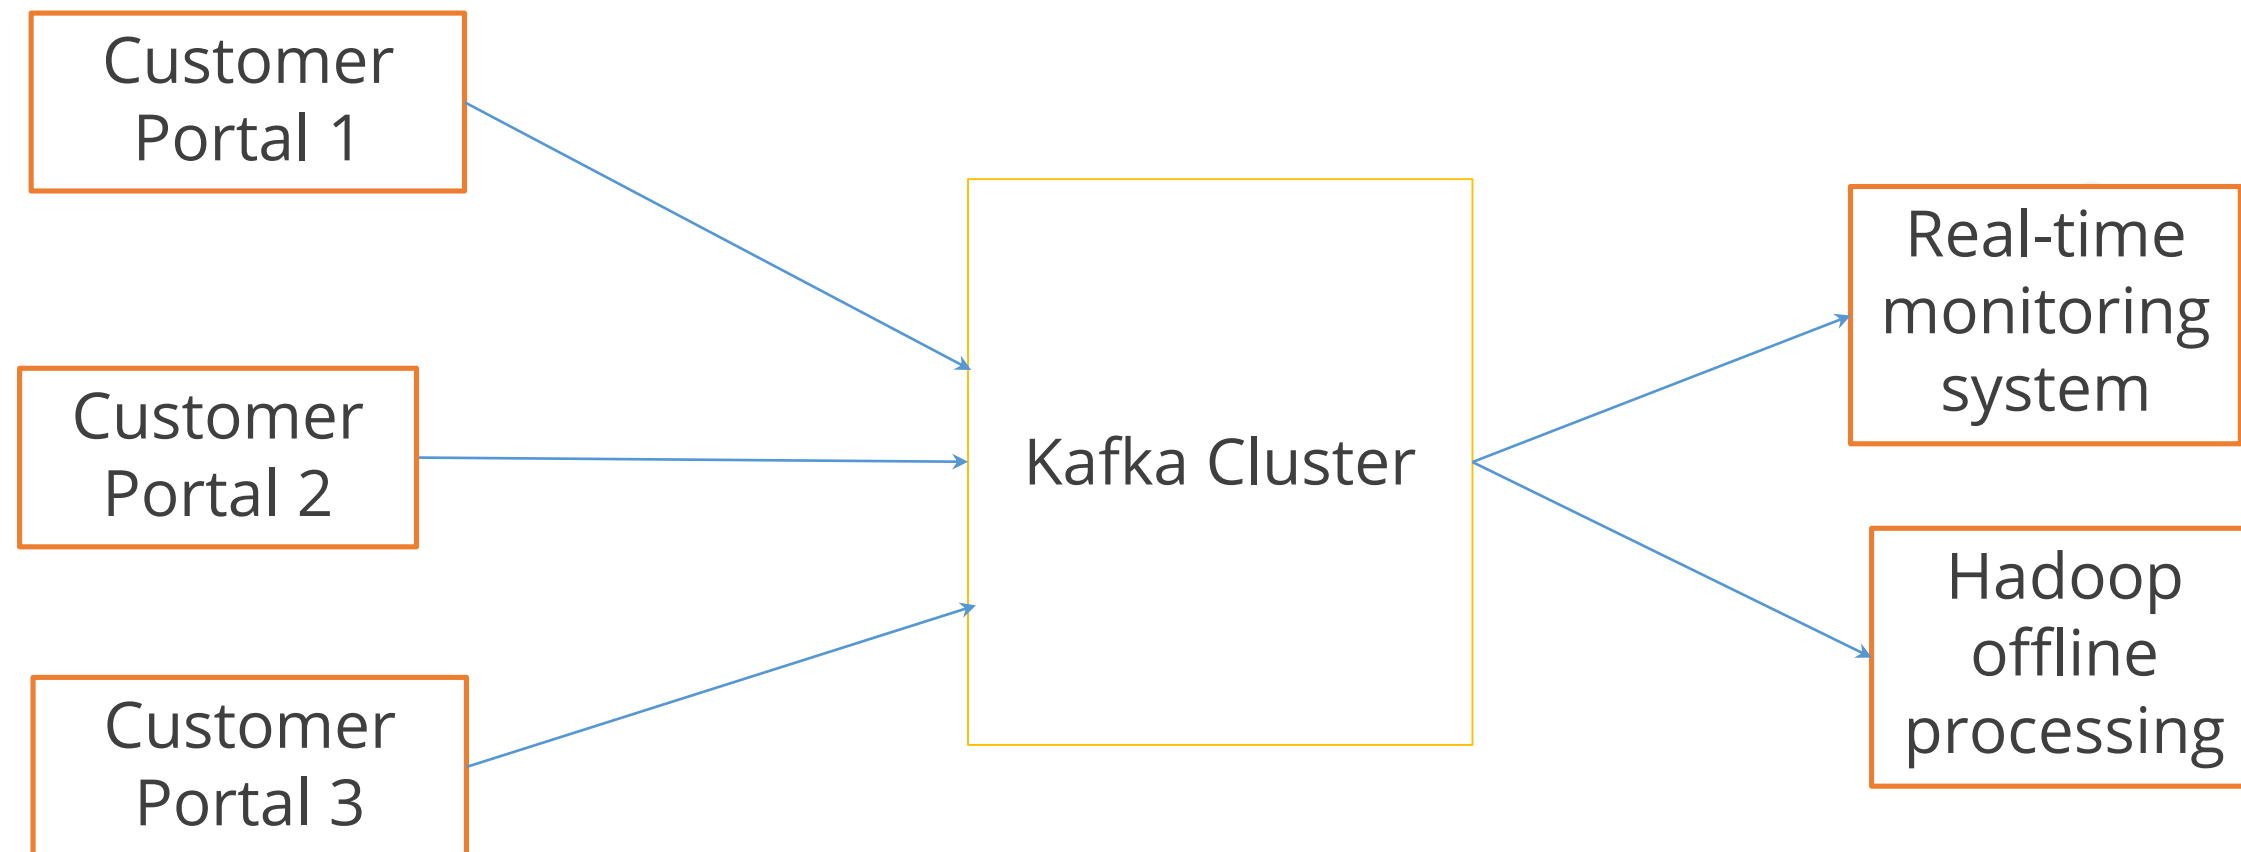 Customer
Portal 1
Customer
Portal 2
Customer
Portal 3
Kafka Cluster
Real-time
monitoring
system
Hadoop
offline
processing